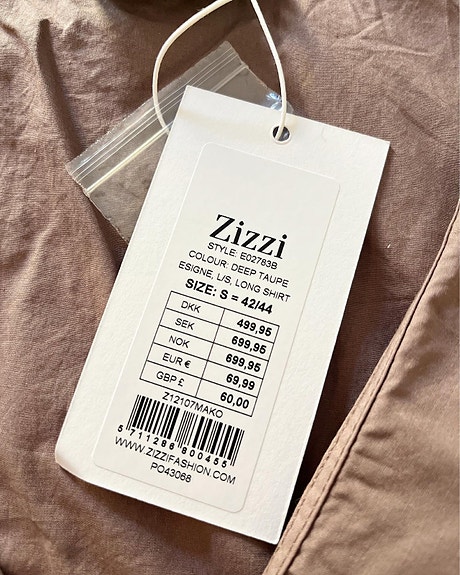 Zizzi
STYLE: E02783B
COLOUR: DEEP TAUPE
ESIGNE, L/S, LONG SHIRT
SIZE: S = 42/44
DKK 499,95
SEK 699,95
NOK 699,95
EUR € 69,99
GBP £ 60,00
Z12107MAKO
5 711286 800455
WWW.ZIZZIFASHION.COM
PO43068